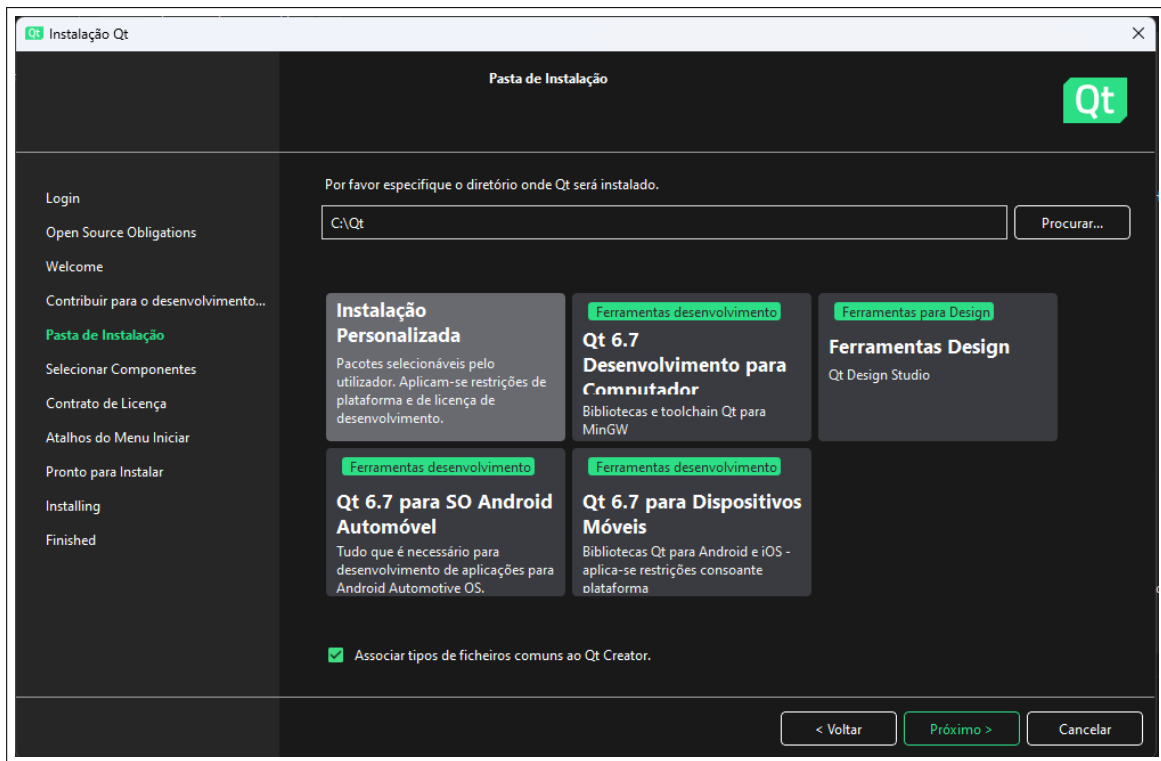 Qt Instalação Qt
Pasta de Instalação
Qt
Login
Open Source Obligations
Welcome
Contribuir para o desenvolvimento...
Pasta de Instalação
Selecionar Componentes
Contrato de Licença
Atalhos do Menu Iniciar
Pronto para Instalar
Installing
Finished
Por favor especifique o diretório onde Qt será instalado.
C:\Qt
Procurar...
Instalação
Personalizada
Pacotes selecionáveis pelo
utilizador. Aplicam-se restrições de
plataforma e de licença de
desenvolvimento.
Ferramentas desenvolvimento
Qt 6.7
Desenvolvimento para
Computador
Bibliotecas e toolchain Qt para
MinGW
Ferramentas para Design
Ferramentas Design
Qt Design Studio
Ferramentas desenvolvimento
Qt 6.7 para SO Android
Automóvel
Tudo que é necessário para
desenvolvimento de aplicações para
Android Automotive OS.
Ferramentas desenvolvimento
Qt 6.7 para Dispositivos
Móveis
Bibliotecas Qt para Android e iOS -
aplica-se restrições consoante
plataforma
Associar tipos de ficheiros comuns ao Qt Creator.
< Voltar
Próximo >
Cancelar